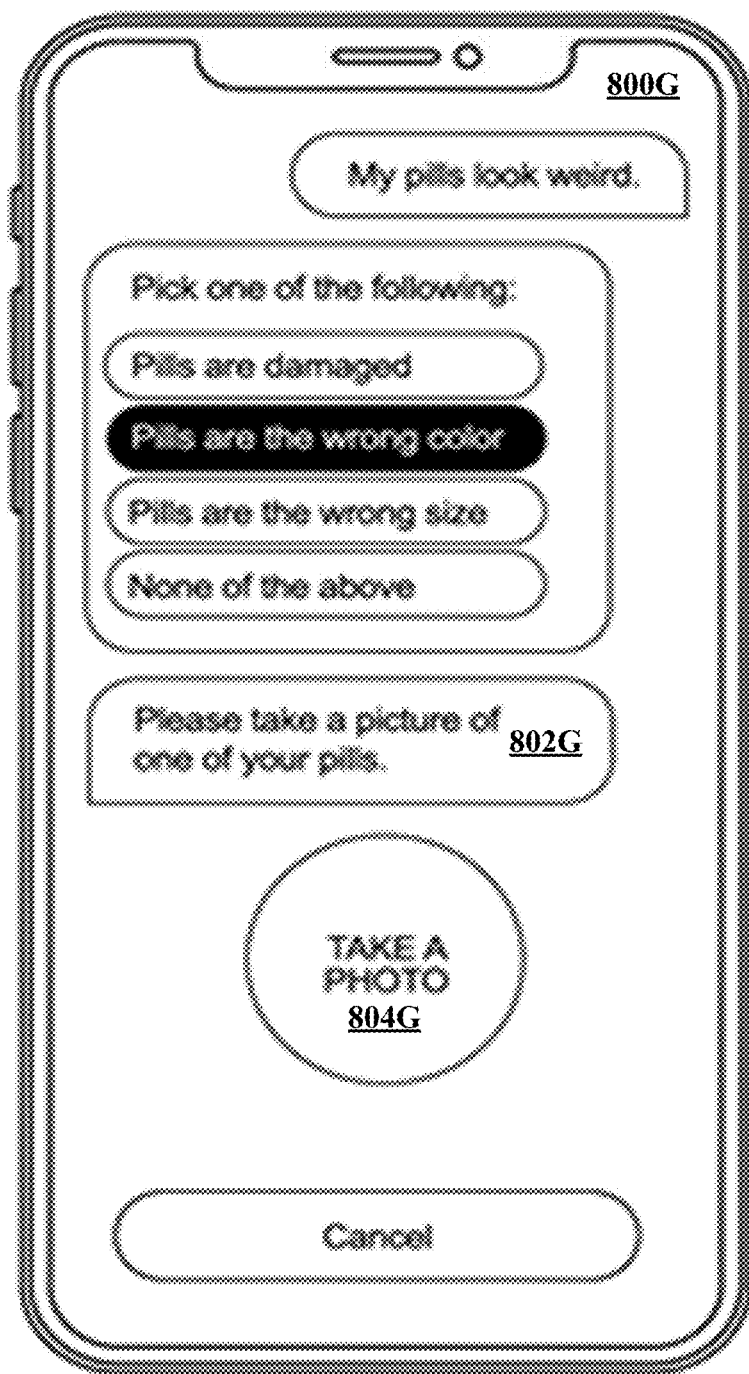 800G
My pills look weird.
Pick one of the following:
Pills are damaged
Pills are the wrong color
Pills are the wrong size
None of the above
Please take a picture of
one of your pills.
802G
TAKE A
PHOTO
804G
Cancel